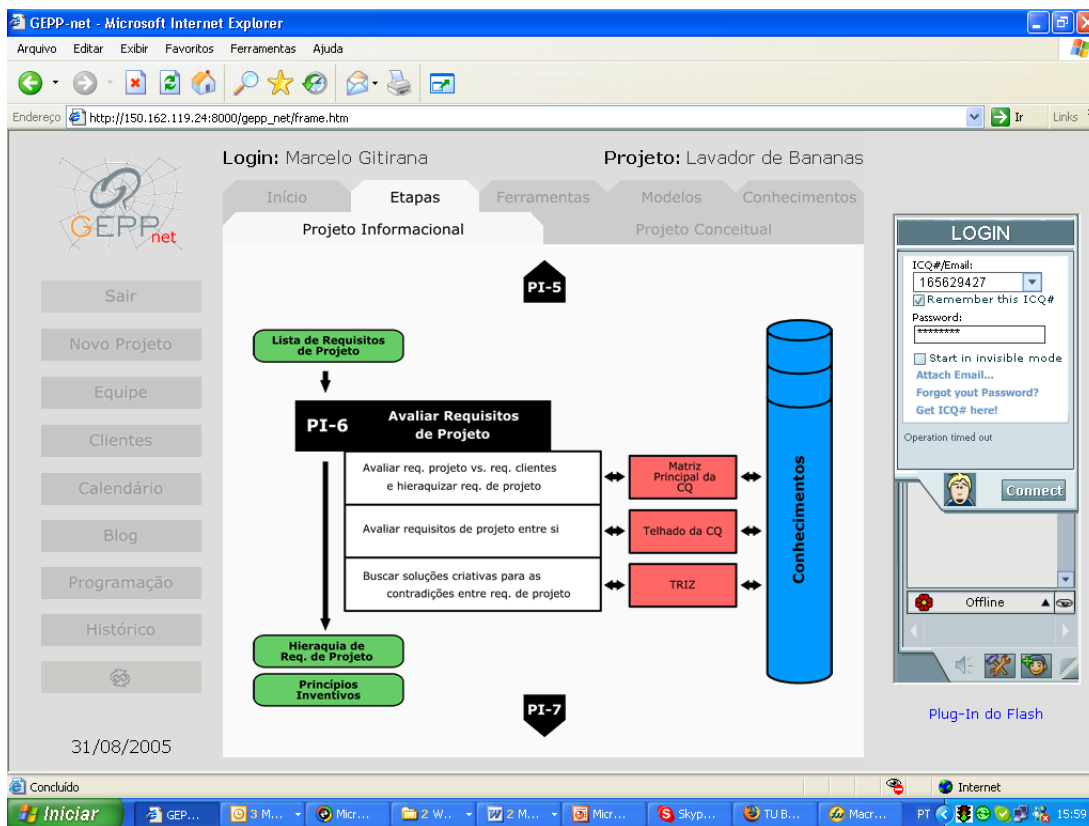 GEPP-net - Microsoft Internet Explorer
Arquivo Editar Exibir Favoritos Ferramentas Ajuda
Endereço http://150.162.119.24:8000/gepp_net/frame.htm Ir Links
Login: Marcelo Gitirana Projeto: Lavador de Bananas
GEPP net
Início Etapas Ferramentas Modelos Conhecimentos
Projeto Informacional Projeto Conceitual
Sair
Novo Projeto
Equipe
Clientes
Calendário
Blog
Programação
Histórico
31/08/2005
PI-5
Lista de Requisitos
de Projeto
PI-6 Avaliar Requisitos
de Projeto
Avaliar req. projeto vs. req. clientes
e hieraquizar req. de projeto
Matriz
Principal da
CQ
Avaliar requisitos de projeto entre si
Telhado da CQ
Buscar soluções criativas para as
contradições entre req. de projeto
TRIZ
Conhecimentos
Hieraquia de
Req. de Projeto
Princípios
Inventivos
PI-7
LOGIN
ICQ#/Email:
165629427
Remember this ICQ#
Password:
********
Start in invisible mode
Attach Email...
Forgot yout Password?
Get ICQ# here!
Operation timed out
Connect
Offline
Plug-In do Flash
Concluído Internet
Iniciar GEP... 3 M... Micr... 2 W... 2 M... Micr... Skyp... TU B... Macr... PT 15:59